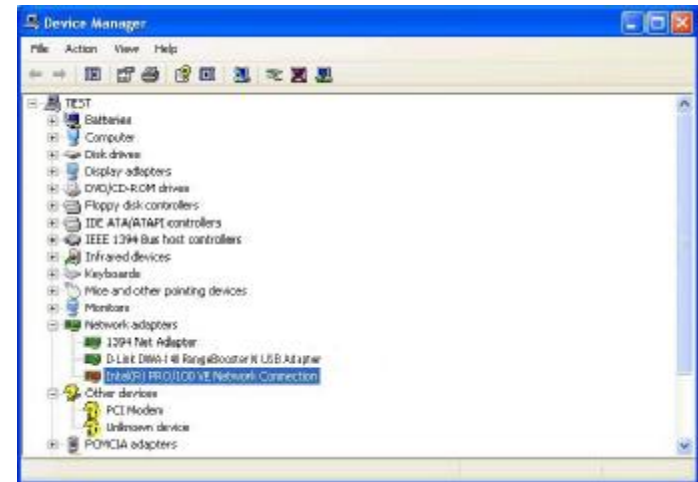 Device Manager
File Action View Help
TEST
Batteries
Computer
Disk drives
Display adapters
DVD/CD-ROM drives
Floppy disk controllers
IDE ATA/ATAPI controllers
IEEE 1394 Bus host controllers
Infrared devices
Keyboards
Mice and other pointing devices
Monitors
Network adapters
1394 Net Adapter
D-Link DWA-140 RangeBooster N USB Adapter
Intel(R) PRO/100 VE Network Connection
Other devices
PCI Modem
Unknown device
PCMCIA adapters